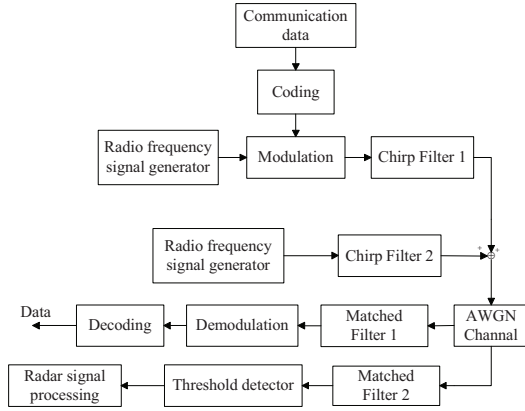 Communication
data
Coding
Radio frequency
signal generator
Modulation
Chirp Filter 1
+
+
Radio frequency
signal generator
Chirp Filter 2
Data
Decoding
Demodulation
Matched
Filter 1
AWGN
Channel
Radar signal
processing
Threshold detector
Matched
Filter 2